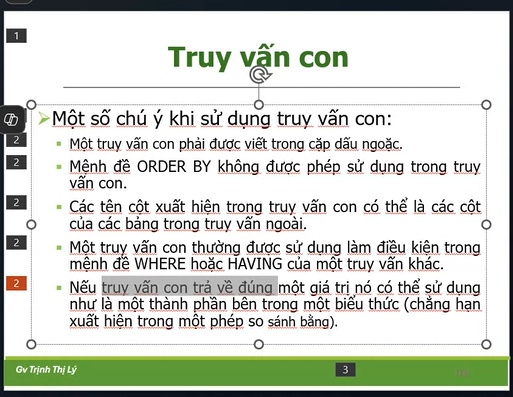 1
Truy vấn con
Một số chú ý khi sử dụng truy vấn con:
2
Một truy vấn con phải được viết trong cặp dấu ngoặc.
2
Mệnh đề ORDER BY không được phép sử dụng trong truy
vấn con.
2
Các tên cột xuất hiện trong truy vấn con có thể là các cột
của các bảng trong truy vấn ngoài.
2
Một truy vấn con thường được sử dụng làm điều kiện trong
mệnh đề WHERE hoặc HAVING của một truy vấn khác.
2
Nếu truy vấn con trả về đúng một giá trị nó có thể sử dụng
như là một thành phần bên trong một biểu thức (chẳng hạn
xuất hiện trong một phép so sánh bằng).
Gv Trịnh Thị Lý
3